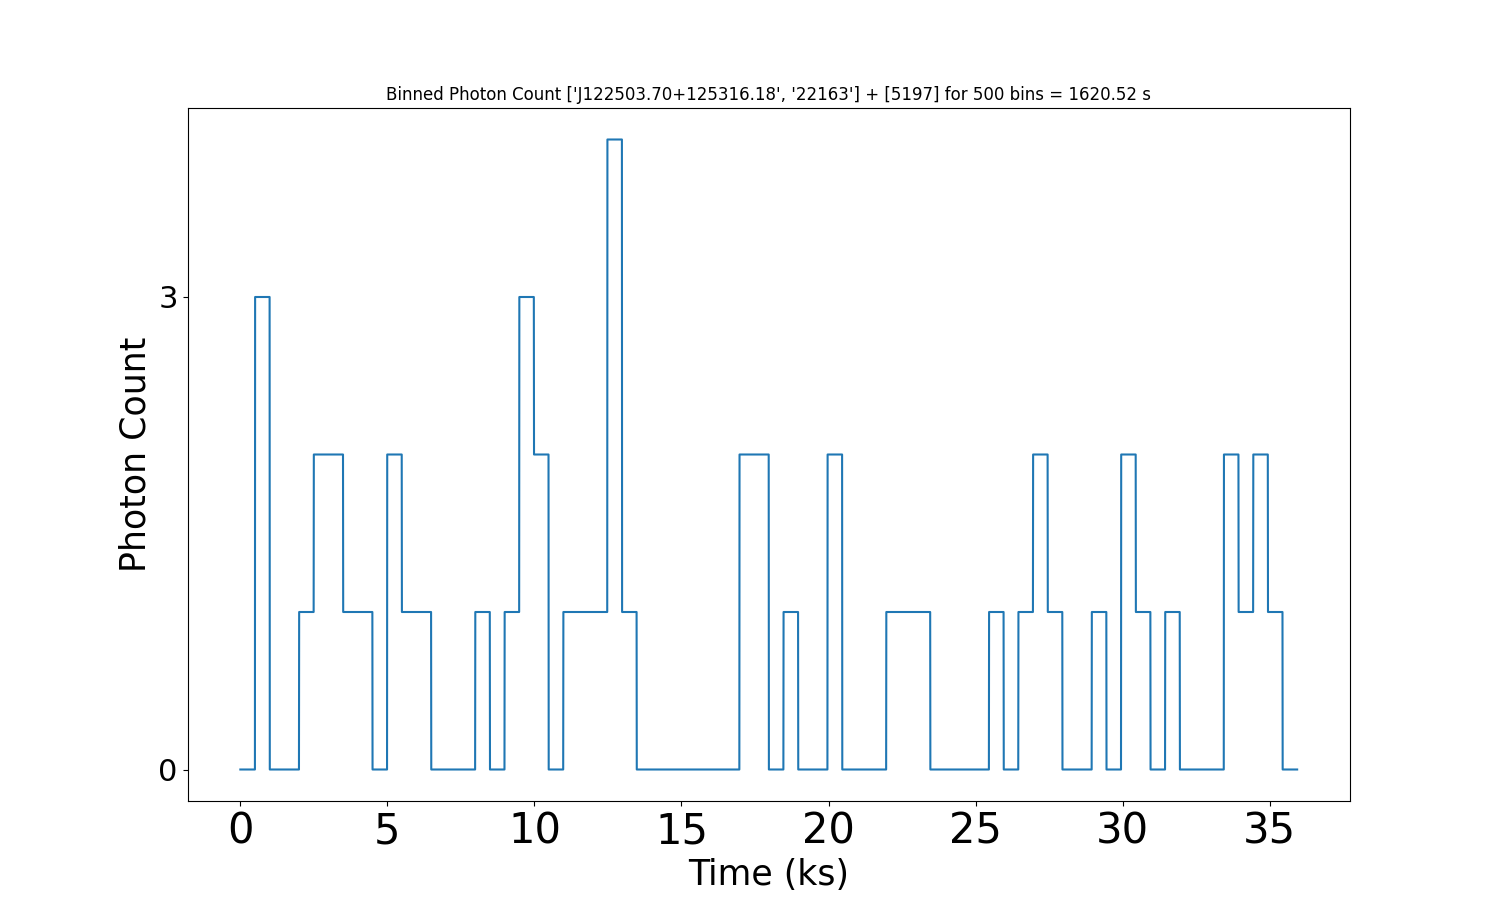 Binned Photon Count ['J122503.70+125316.18', '22163'] + [5197] for 500 bins = 1620.52 s
3
Photon Count
0
0 5 10 15 20 25 30 35
Time (ks)